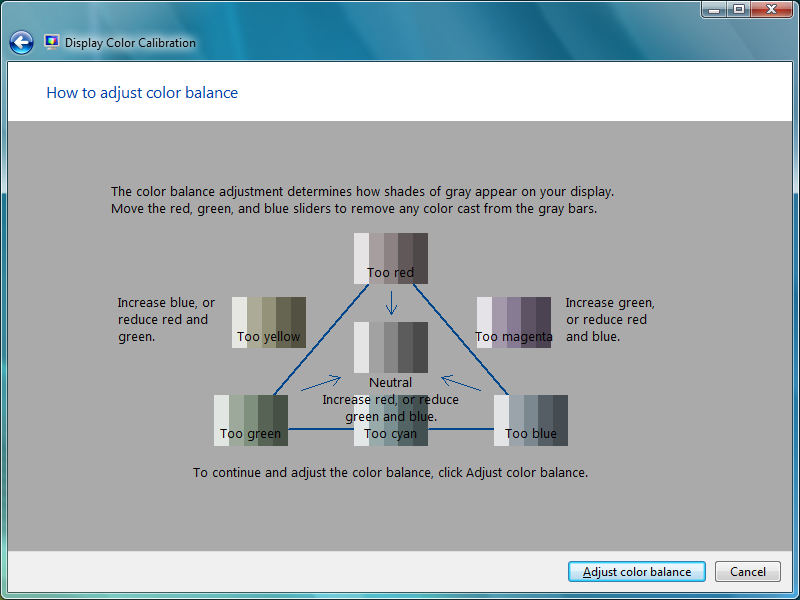 Display Color Calibration
How to adjust color balance
The color balance adjustment determines how shades of gray appear on your display.
Move the red, green, and blue sliders to remove any color cast from the gray bars.
Too red
Increase blue, or
reduce red and
green.
Too yellow
Too magenta
Increase green,
or reduce red
and blue.
Neutral
Increase red, or reduce
green and blue.
Too green
Too cyan
Too blue
To continue and adjust the color balance, click Adjust color balance.
Adjust color balance
Cancel